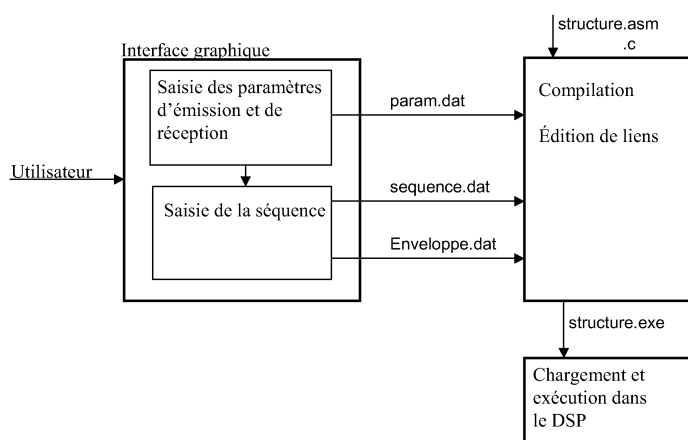 structure.asm
.c
Interface graphique
Saisie des paramètres
d'émission et de
réception
param.dat
Compilation
Édition de liens
Utilisateur
sequence.dat
Saisie de la séquence
Enveloppe.dat
structure.exe
Chargement et
exécution dans
le DSP